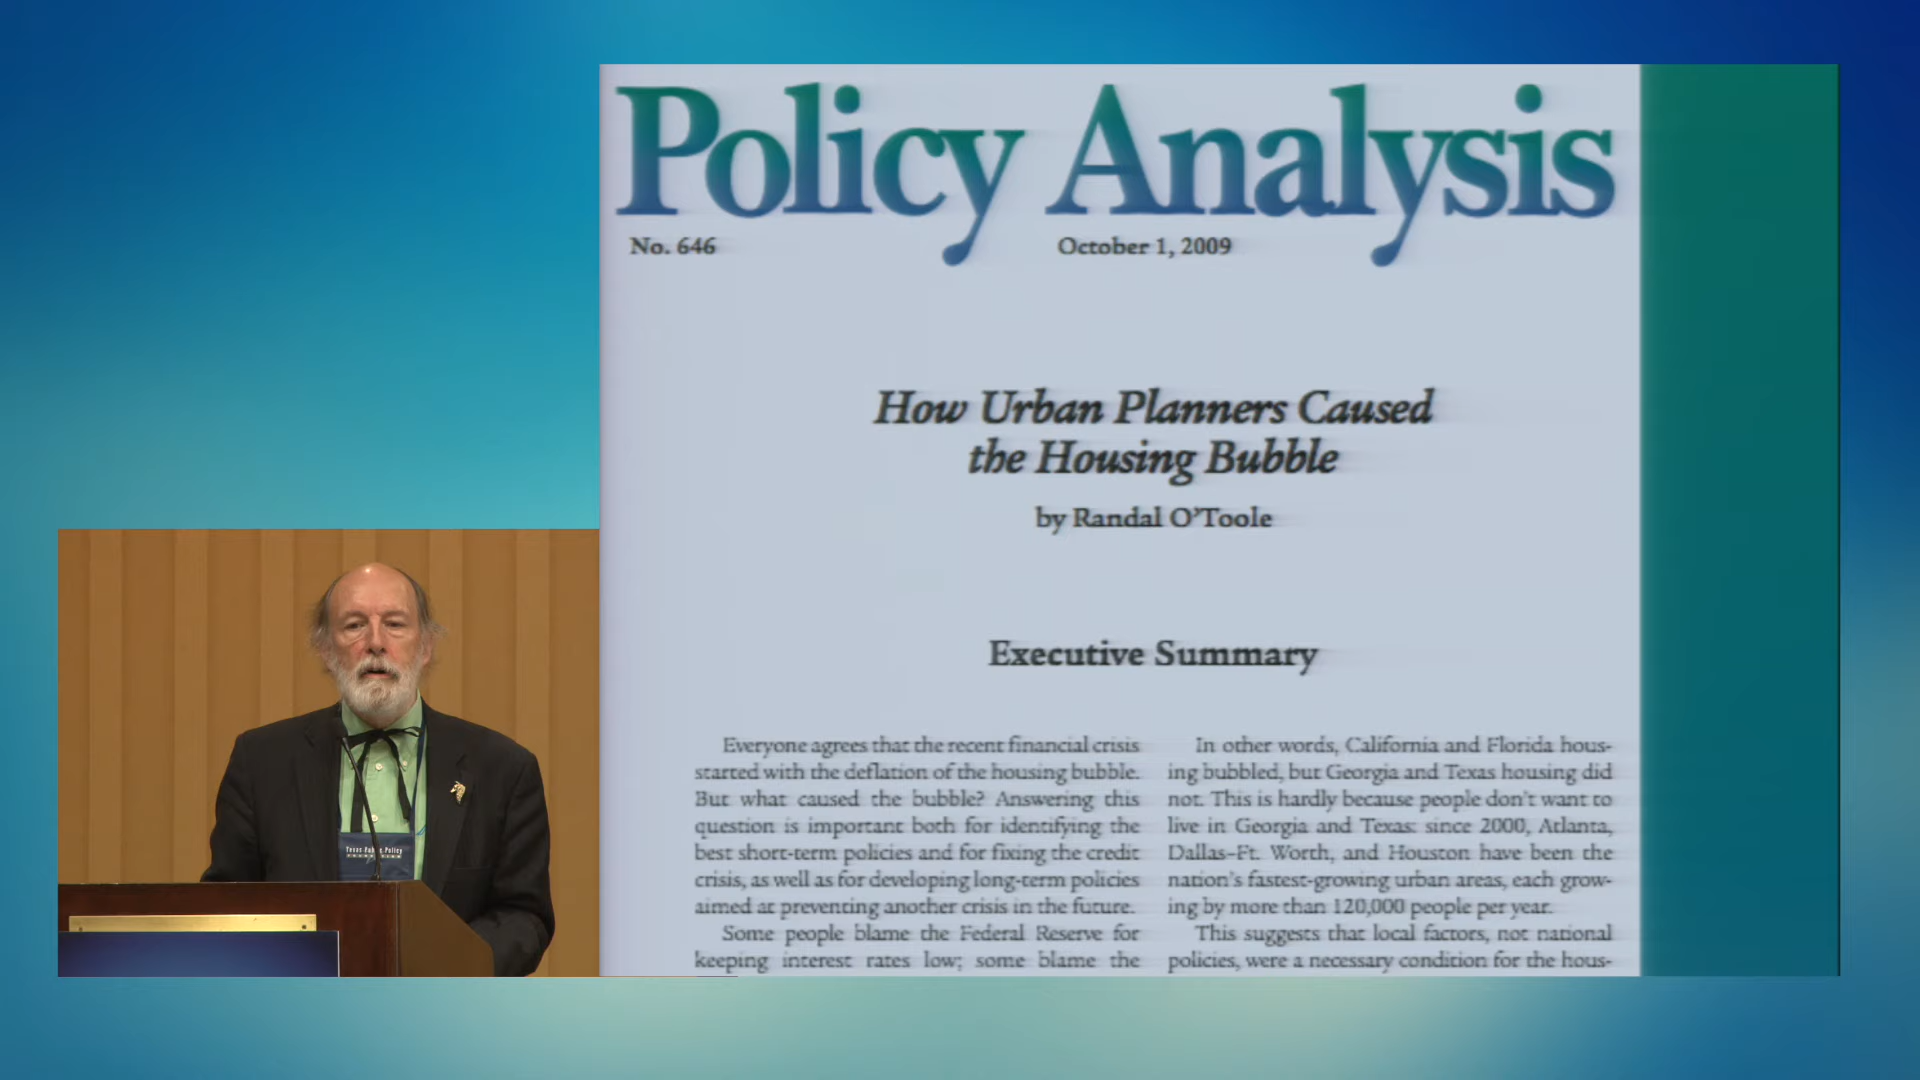 Policy Analysis
No. 646
October 1, 2009
How Urban Planners Caused
the Housing Bubble
by Randal O'Toole
Executive Summary
Everyone agrees that the recent financial crisis
started with the deflation of the housing bubble.
But what caused the bubble? Answering this
question is important both for identifying the
best short-term policies and for fixing the credit
crisis, as well as for developing long-term policies
aimed at preventing another crisis in the future.
Some people blame the Federal Reserve for
keeping interest rates low; some blame the
In other words, California and Florida hous-
ing bubbled, but Georgia and Texas housing did
not. This is hardly because people don't want to
live in Georgia and Texas: since 2000, Atlanta,
Dallas–Ft. Worth, and Houston have been the
nation's fastest-growing urban areas, each grow-
ing by more than 120,000 people per year.
This suggests that local factors, not national
policies, were a necessary condition for the hous-
Texas Public Policy
FOUNDATION